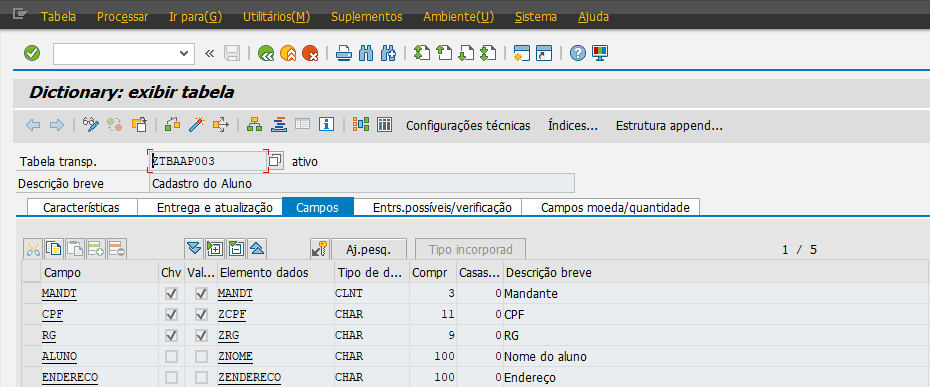 Tabela Processar Ir para(G) Utilitários(M) Suplementos Ambiente(U) Sistema Ajuda
Dictionary: exibir tabela
Configurações técnicas Índices... Estrutura append...
Tabela transp. ZTBAAP003 ativo
Descrição breve Cadastro do Aluno
Características Entrega e atualização Campos Entrs.possíveis/verificação Campos moeda/quantidade
Aj.pesq. Tipo incorporad 1 / 5
Campo Chv Val... Elemento dados Tipo de d... Compr Casas... Descrição breve
MANDT MANDT CLNT 3 0 Mandante
CPF ZCPF CHAR 11 0 CPF
RG ZRG CHAR 9 0 RG
ALUNO ZNOME CHAR 100 0 Nome do aluno
ENDERECO ZENDERECO CHAR 100 0 Endereço